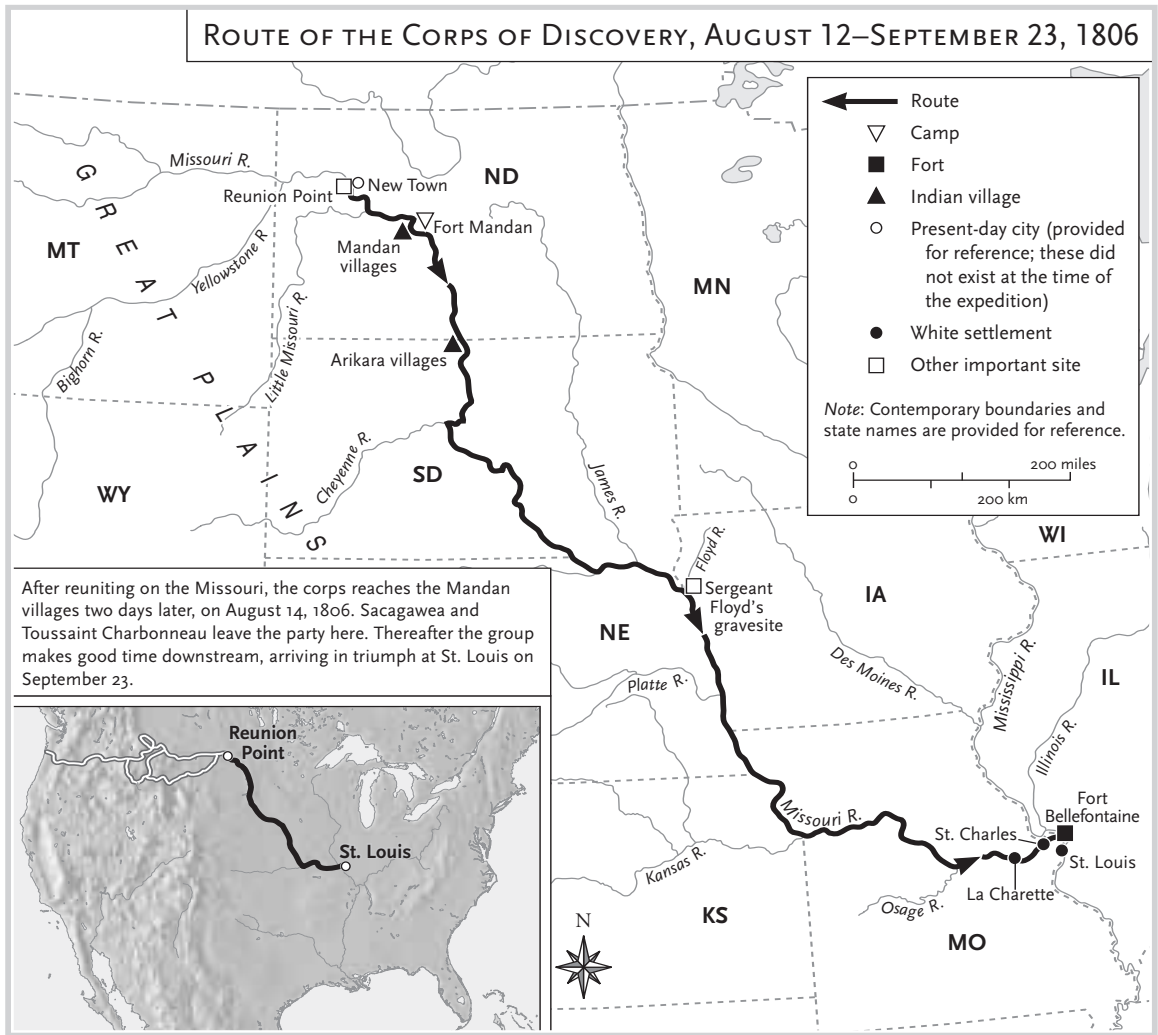 ROUTE OF THE CORPS OF DISCOVERY, AUGUST 12–SEPTEMBER 23, 1806
Route
Camp
Fort
Indian village
Present-day city (provided
for reference; these did
not exist at the time of
the expedition)
White settlement
Other important site
Note: Contemporary boundaries and
state names are provided for reference.
0
200 miles
0
200 km
GREAT PLAINS
Missouri R.
Reunion Point
New Town
ND
MT
Fort Mandan
Mandan
villages
Yellowstone R
MN
Little Missouri R.
Bighorn R.
Arikara villages
Cheyenne R.
SD
WY
James R.
WI
Floyd R.
Sergeant
Floyd's
gravesite
IA
NE
Platte R.
Des Moines R.
Mississippi R.
IL
Illinois R.
Missouri R.
Fort
Bellefontaine
St. Charles
St. Louis
La Charette
Kansas R.
Osage R.
KS
MO
N
After reuniting on the Missouri, the corps reaches the Mandan
villages two days later, on August 14, 1806. Sacagawea and
Toussaint Charbonneau leave the party here. Thereafter the group
makes good time downstream, arriving in triumph at St. Louis on
September 23.
Reunion
Point
St. Louis